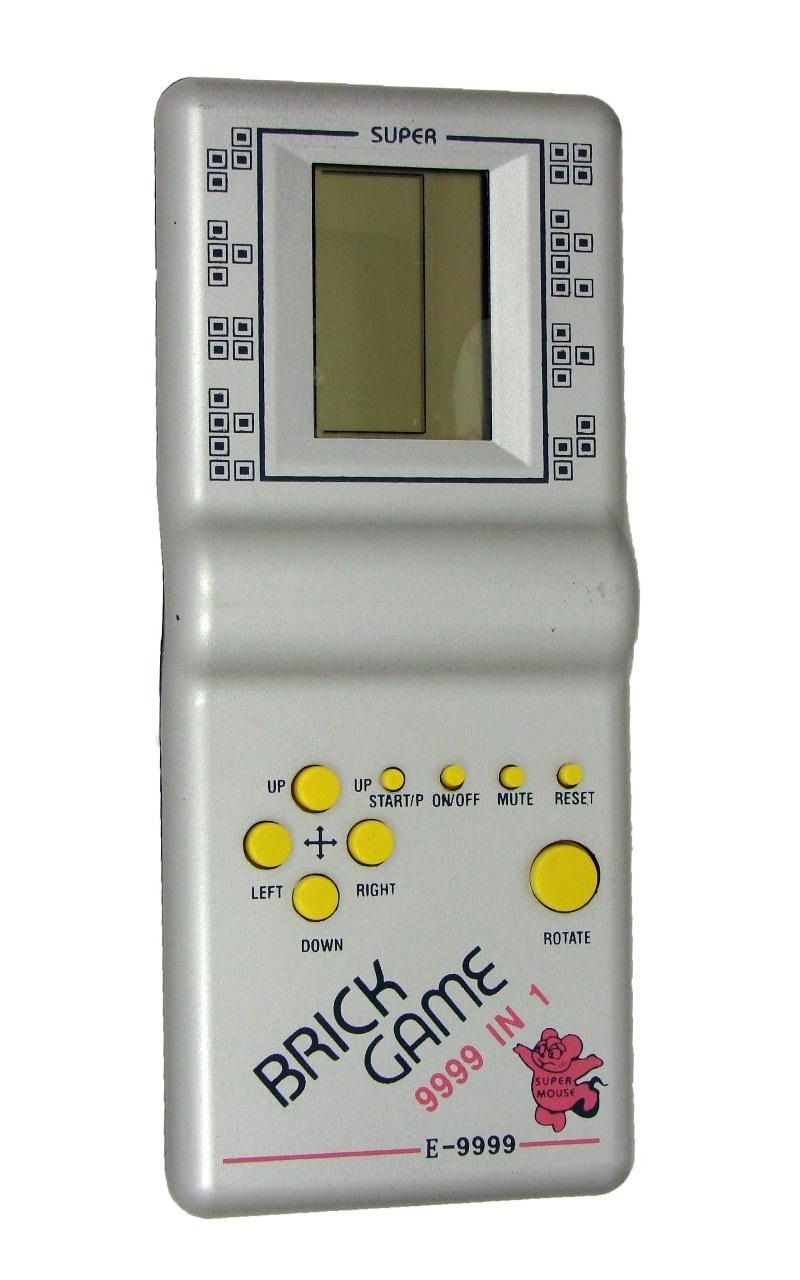 SUPER
UP
UP
START/P ON/OFF MUTE RESET
LEFT RIGHT
DOWN
ROTATE
BRICK
GAME
9999 IN 1
SUPER
MOUSE
E-9999